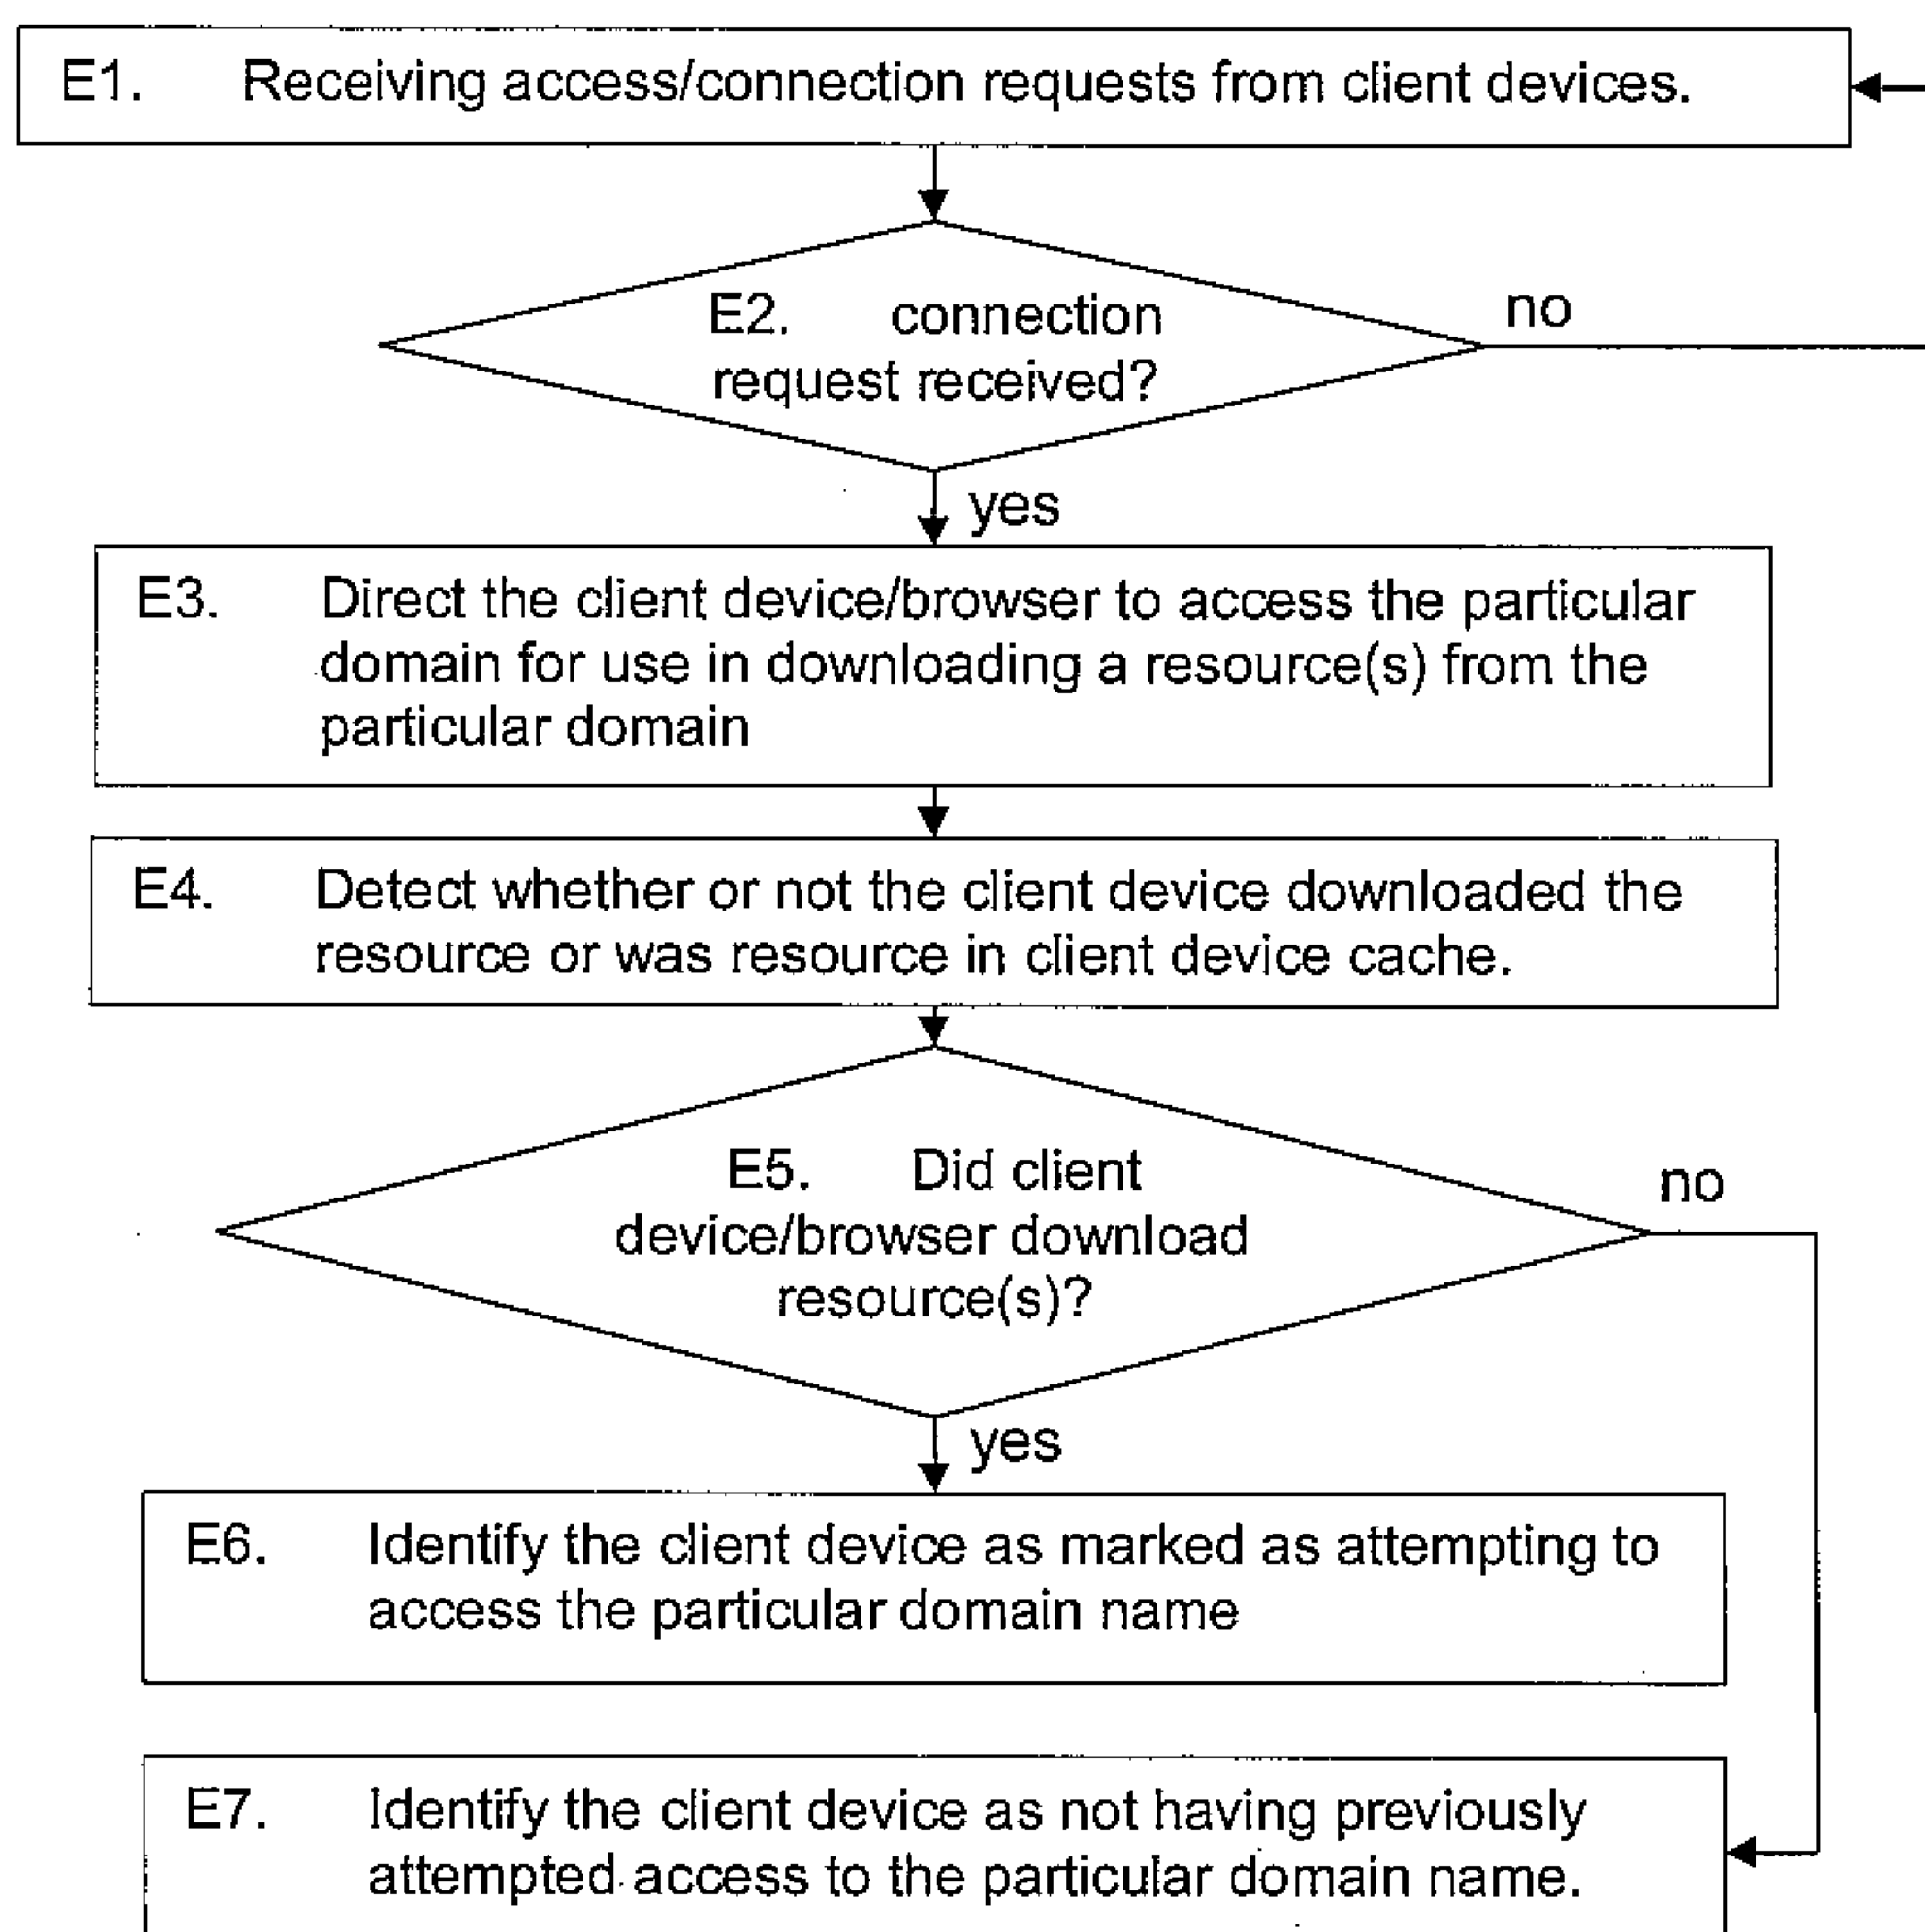 E1. Receiving access/connection requests from client devices.
E2. connection
request received?
no
yes
E3. Direct the client device/browser to access the particular
domain for use in downloading a resource(s) from the
particular domain
E4. Detect whether or not the client device downloaded the
resource or was resource in client device cache.
E5. Did client
device/browser download
resource(s)?
no
yes
E6. Identify the client device as marked as attempting to
access the particular domain name
E7. Identify the client device as not having previously
attempted access to the particular domain name.